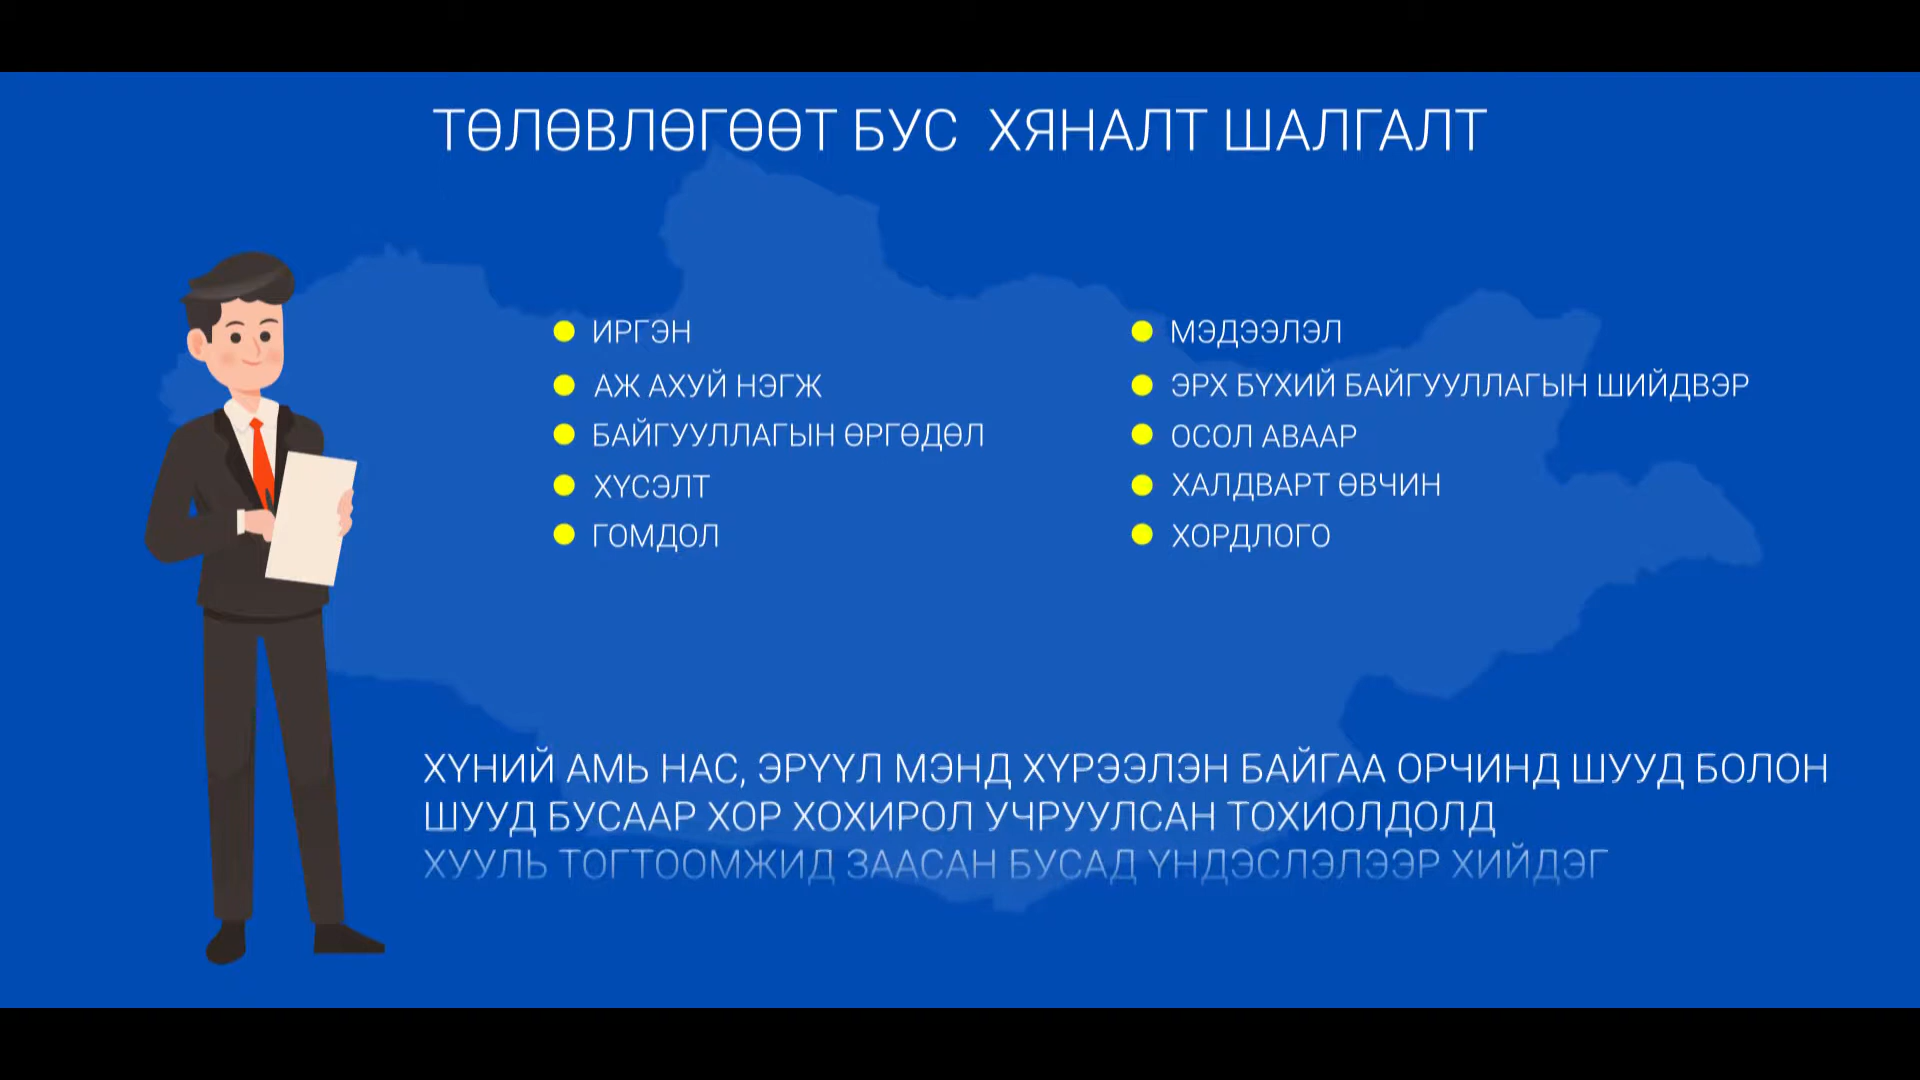 ТӨЛӨВЛӨГӨӨТ БУС ХЯНАЛТ ШАЛГАЛТ
ИРГЭН
АЖ АХУЙ НЭГЖ
БАЙГУУЛЛАГЫН ӨРГӨДӨЛ
ХҮСЭЛТ
ГОМДОЛ
МЭДЭЭЛЭЛ
ЭРХ БҮХИЙ БАЙГУУЛЛАГЫН ШИЙДВЭР
ОСОЛ АВААР
ХАЛДВАРТ ӨВЧИН
ХОРДЛОГО
ХҮНИЙ АМЬ НАС, ЭРҮҮЛ МЭНД ХҮРЭЭЛЭН БАЙГАА ОРЧИНД ШУУД БОЛОН
ШУУД БУСААР ХОР ХОХИРОЛ УЧРУУЛСАН ТОХИОЛДОЛД
ХУУЛЬ ТОГТООМЖИД ЗААСАН БУСАД ҮНДЭСЛЭЛЭЭР ХИЙДЭГ